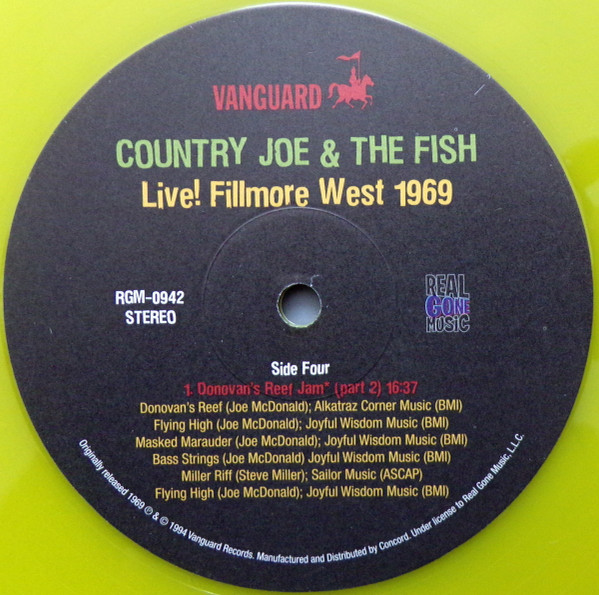 VANGUARD
COUNTRY JOE & THE FISH
Live! Fillmore West 1969
RGM-0942
STEREO
REAL
GONE
MUSIC
Side Four
1. Donovan's Reef Jam* (part 2) 16:37
Donovan's Reef (Joe McDonald); Alkatraz Corner Music (BMI)
Flying High (Joe McDonald); Joyful Wisdom Music (BMI)
Masked Marauder (Joe McDonald); Joyful Wisdom Music (BMI)
Bass Strings (Joe McDonald) Joyful Wisdom Music (BMI)
Miller Riff (Steve Miller); Sailor Music (ASCAP)
Flying High (Joe McDonald); Joyful Wisdom Music (BMI)
Originally released 1969 ℗ & © 1994 Vanguard Records. Manufactured and Distributed by Concord. Under license to Real Gone Music, L.L.C.